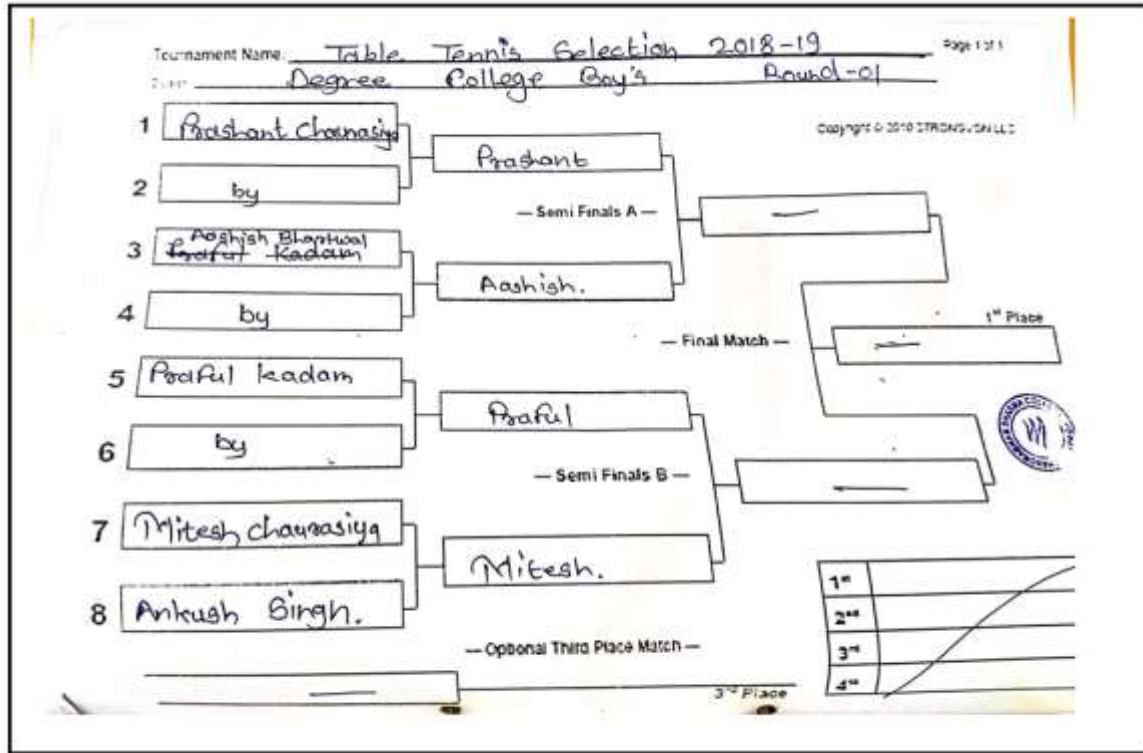 Tournament Name: Table Tennis Selection 2018-19
Page 1 of 1
Degree College Boy's Round-01
1 Prashant Chaurasiya
Prashant
2 by
— Semi Finals A —
3 Aashish
Praful Kadam
Aashish.
4 by
1st Place
— Final Match —
5 Praful Kadam
Praful
6 by
— Semi Finals B —
7 Mitesh Chaurasiya
Mitesh.
8 Ankush Singh.
1st
2nd
3rd
4th
— Optional Third Place Match —
3rd Place